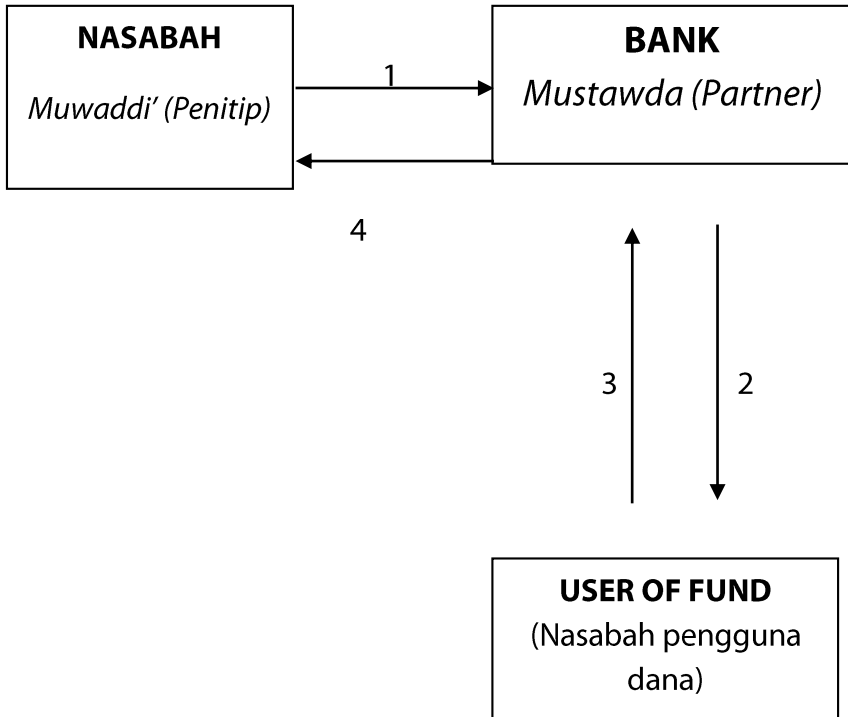 NASABAH
Muwaddi’ (Penitip)
1
BANK
Mustawda (Partner)
4
3
2
USER OF FUND
(Nasabah pengguna
dana)